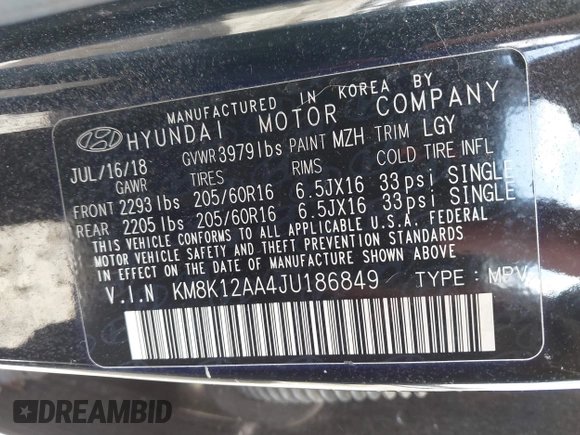 MANUFACTURED IN KOREA BY
HYUNDAI MOTOR COMPANY
JUL/16/18 GVWR 3979lbs PAINT MZH TRIM LGY
GAWR TIRES RIMS COLD TIRE INFL
FRONT 2293 lbs 205/60R16 6.5JX16 33psi SINGLE
REAR 2205 lbs 205/60R16 6.5JX16 33psi SINGLE
THIS VEHICLE CONFORMS TO ALL APPLICABLE U.S.A. FEDERAL
MOTOR VEHICLE SAFETY AND THEFT PREVENTION STANDARDS
IN EFFECT ON THE DATE OF MANUFACTURE SHOWN ABOVE.
V.I.N KM8K12AA4JU186849 TYPE : MPV
DREAMBID